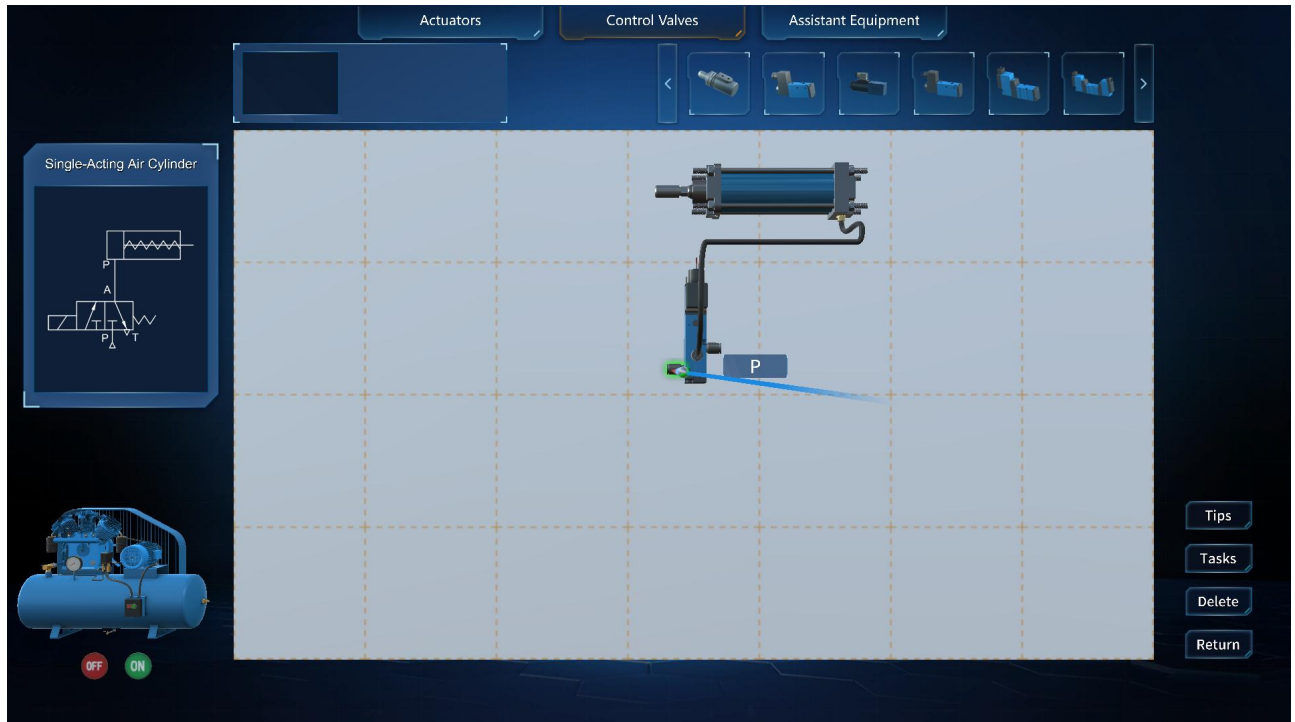 Actuators
Control Valves
Assistant Equipment
Single-Acting Air Cylinder
P
A
P
T
P
Tips
Tasks
Delete
Return
OFF
ON